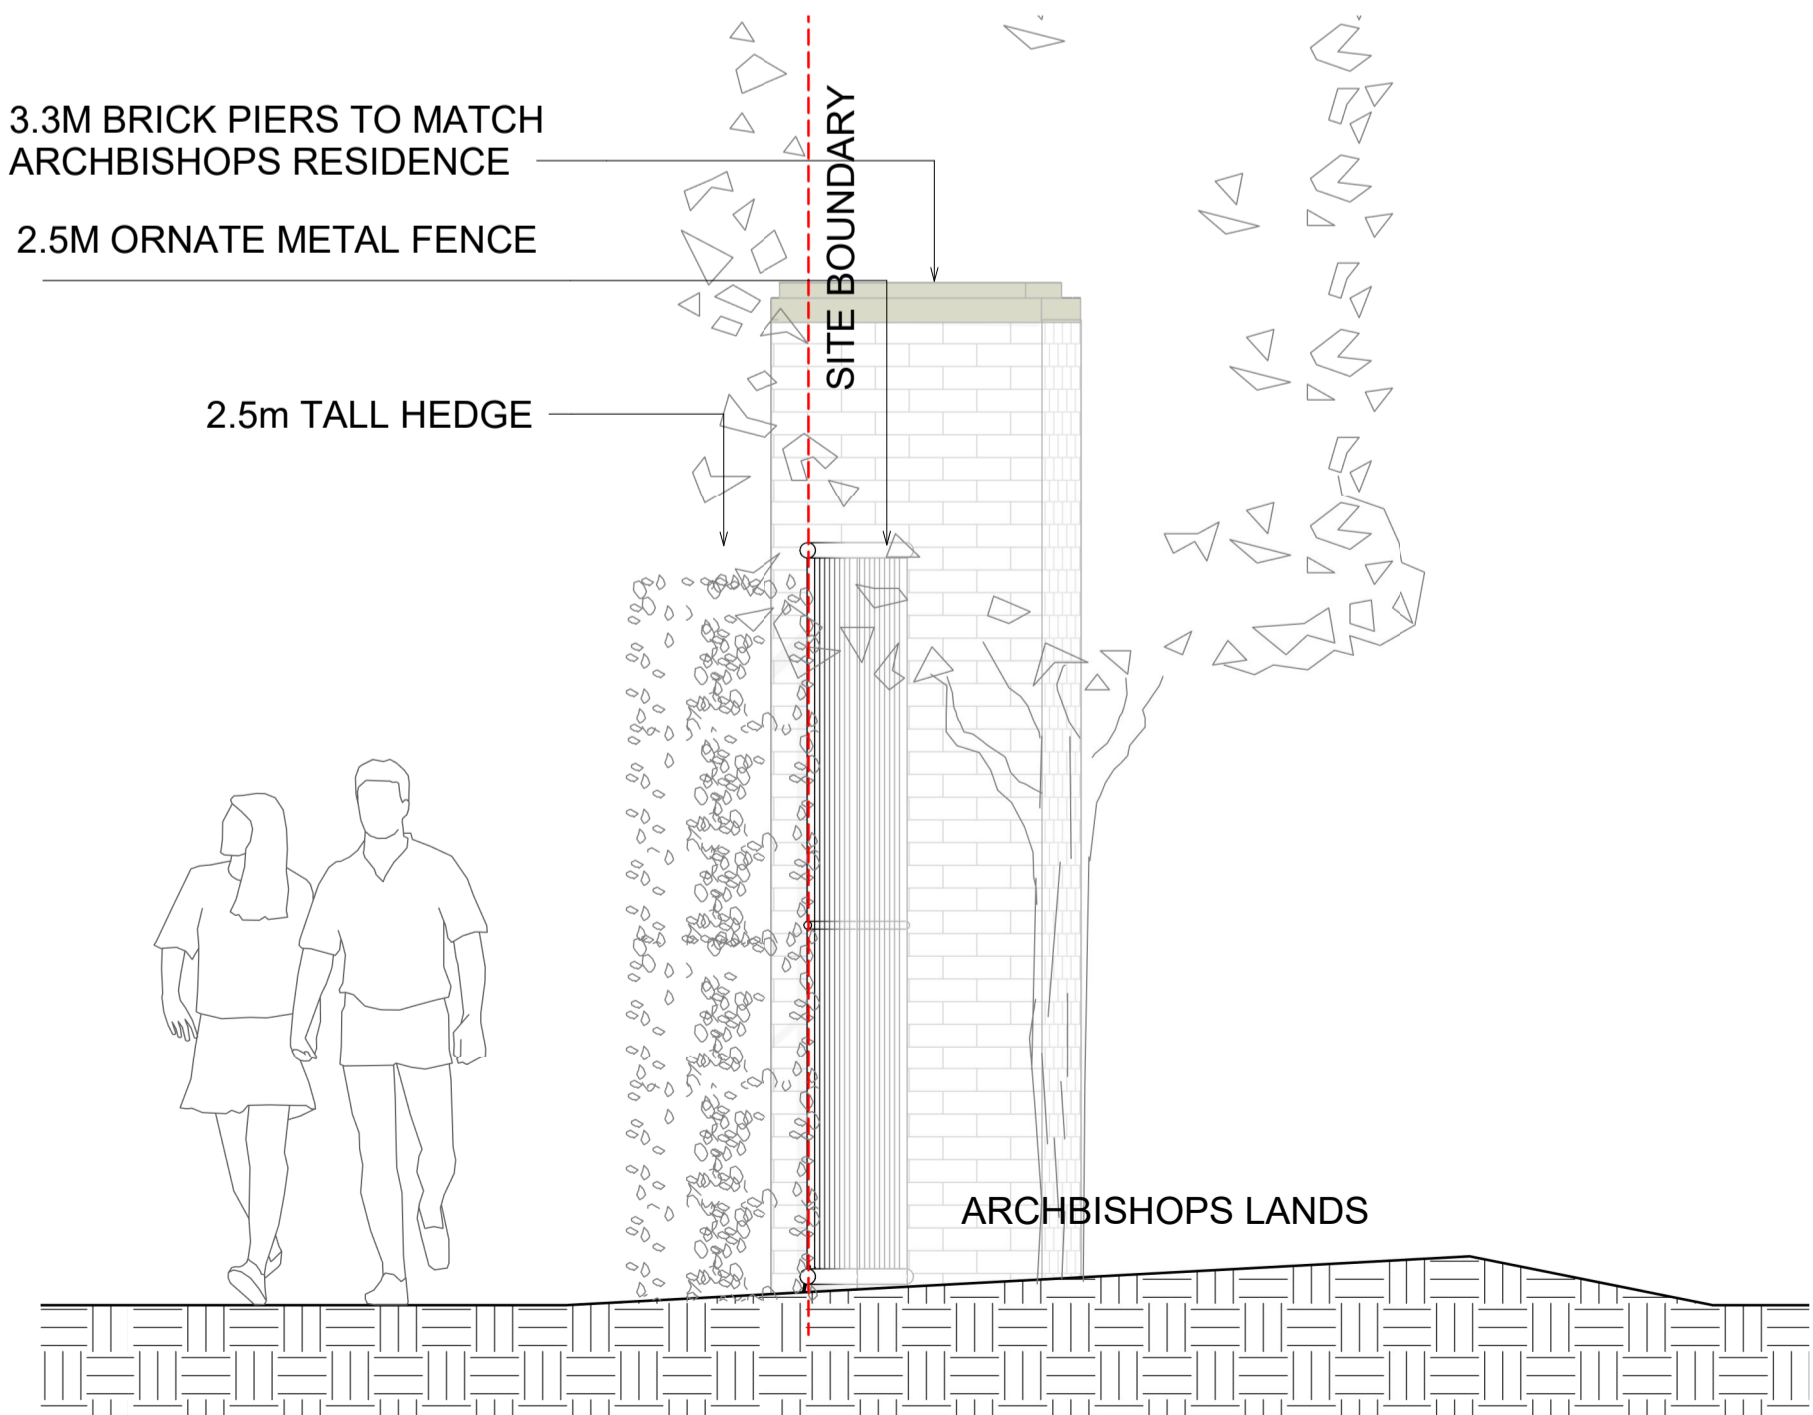 3.3M BRICK PIERS TO MATCH
ARCHBISHOPS RESIDENCE
2.5M ORNATE METAL FENCE
SITE BOUNDARY
2.5m TALL HEDGE
ARCHBISHOPS LANDS